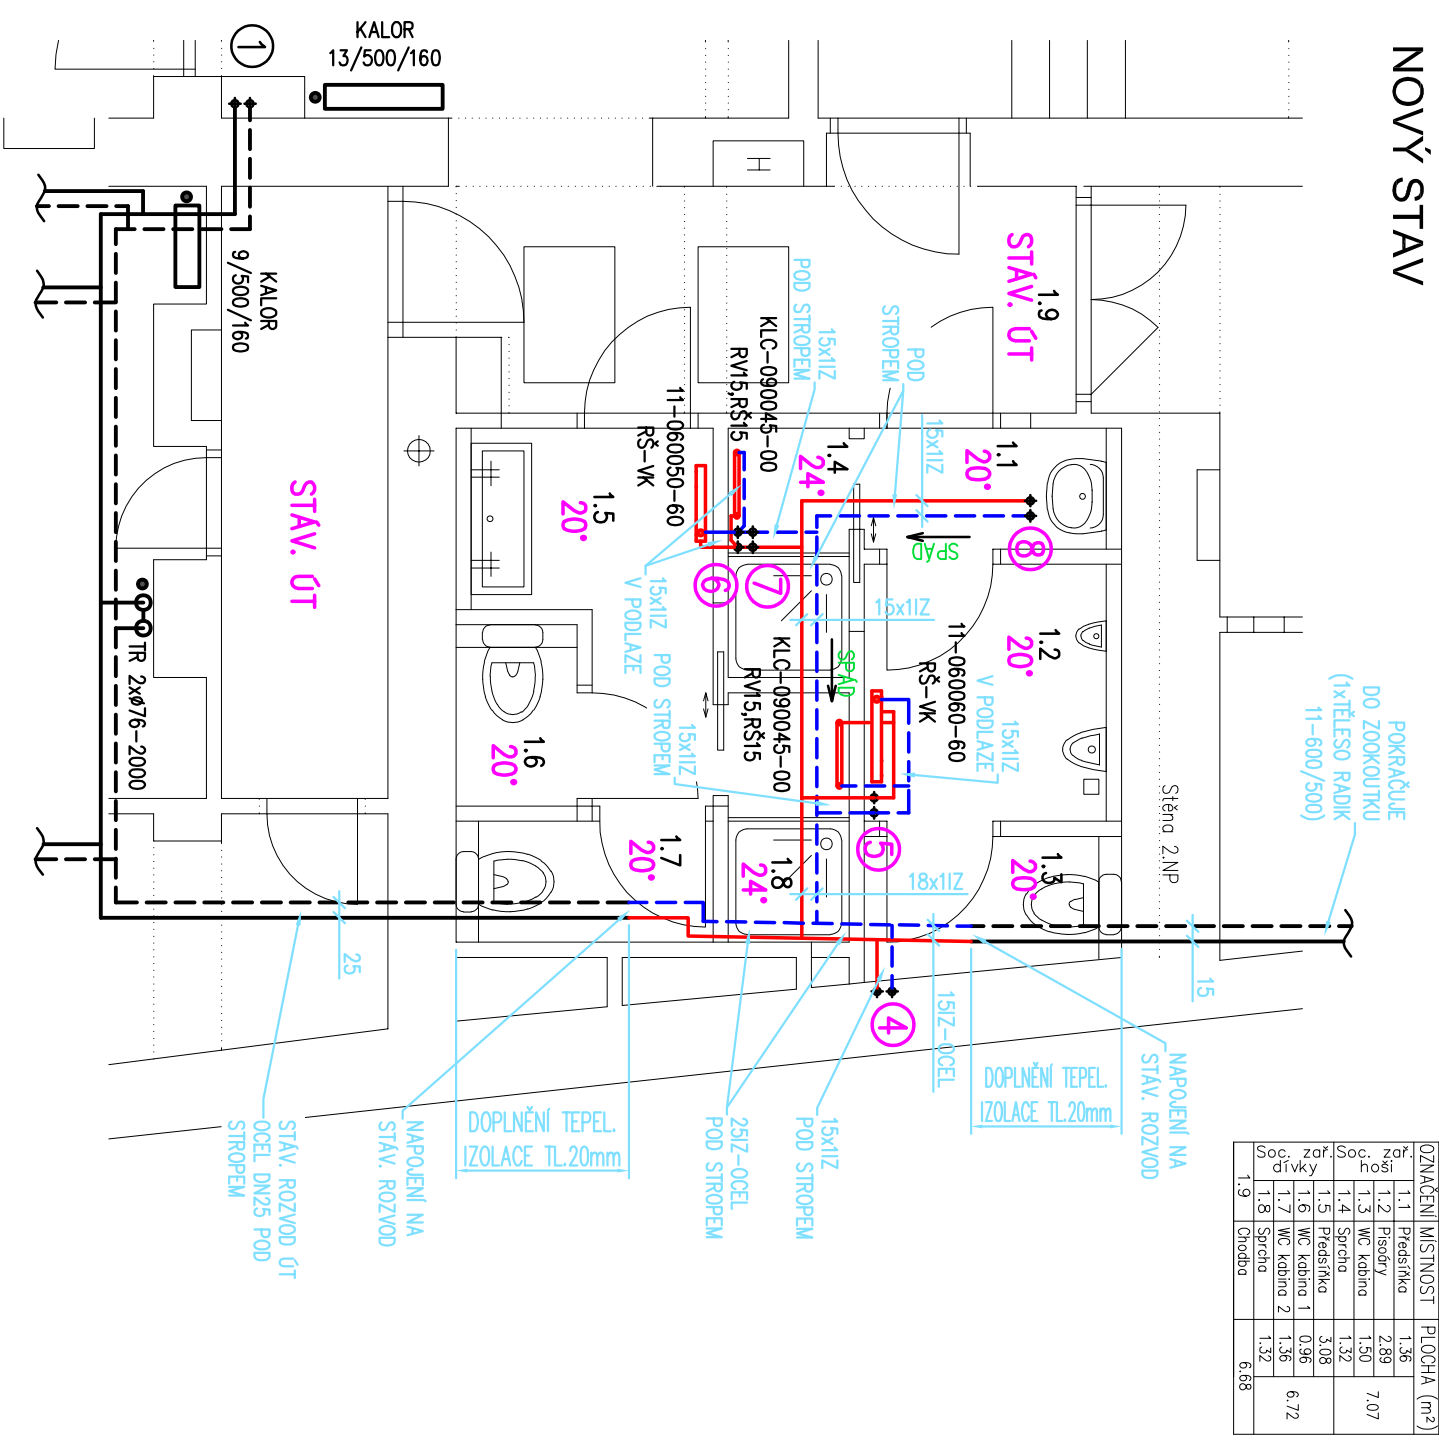 NOVÝ STAV
KALOR
13/500/160
1
KALOR
9/500/160
H
STÁV. ÚT
1.9
POD STROPEM
15x1IZ
POD
STROPEM
KLC-090045-00
RV15,RŠ15
11-060050-60
RŠ-VK
1.4
24°
15x1IZ
1.1
20°
1.5
20°
STÁV. ÚT
SPÁD
8
7
6
15x1IZ
V PODLAZE
15x1IZ
1.2
20°
SPÁD
11-060060-60
RŠ-VK
KLC-090045-00
RV15,RŠ15
15x1IZ
V PODLAZE
POD STROPEM
15x1IZ
TR 2xø76-2000
1.6
20°
POKRAČUJE
DO ZOOKOUTKU
(1xTĚLESO RADIK
11-600/500)
Stěna 2.NP
5
1.7
20°
1.8
24°
18x1IZ
1.3
20°
25
15
15IZ-OCEL
4
DOPLNĚNÍ TEPEL.
IZOLACE TL.20mm
NAPOJENÍ NA
STÁV. ROZVOD
DOPLNĚNÍ TEPEL.
IZOLACE TL.20mm
15x1IZ
POD STROPEM
25IZ-OCEL
POD STROPEM
NAPOJENÍ NA
STÁV. ROZVOD
STÁV. ROZVOD ÚT
OCEL DN25 POD
STROPEM
OZNAČENÍ MÍSTNOST PLOCHA (m²)
Soc. zař.
hoši
1.1 Předsíňka 1.36
1.2 Pisoáry 2.89
1.3 WC kabina 1.50
1.4 Sprcha 1.32
7.07
Soc. zař.
dívky
1.5 Předsíňka 3.08
1.6 WC kabina 1 0.96
1.7 WC kabina 2 1.36
1.8 Sprcha 1.32
6.72
1.9 Chodba 6.68